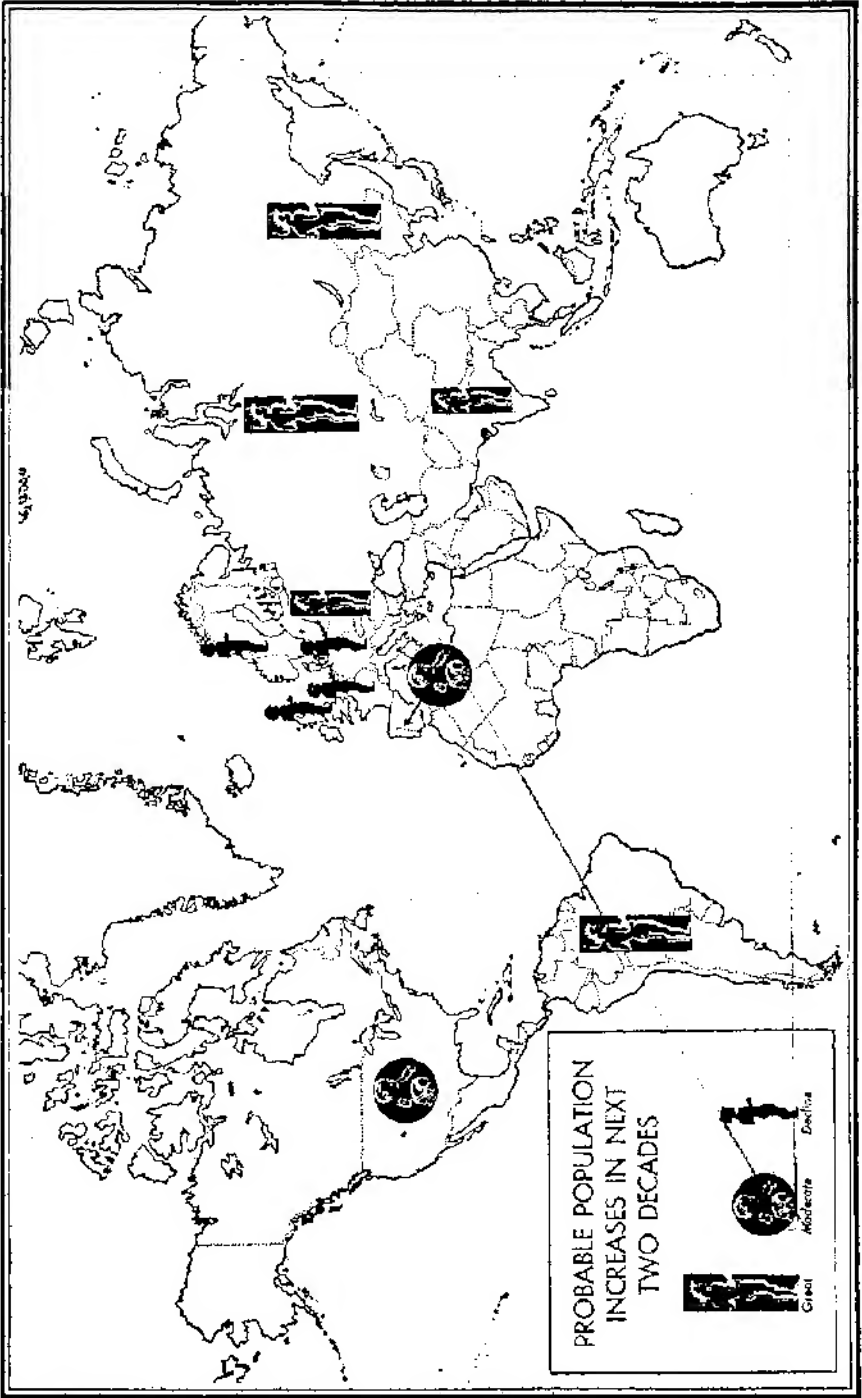 PROBABLE POPULATION
INCREASES IN NEXT
TWO DECADES
Great
Moderate
Decline